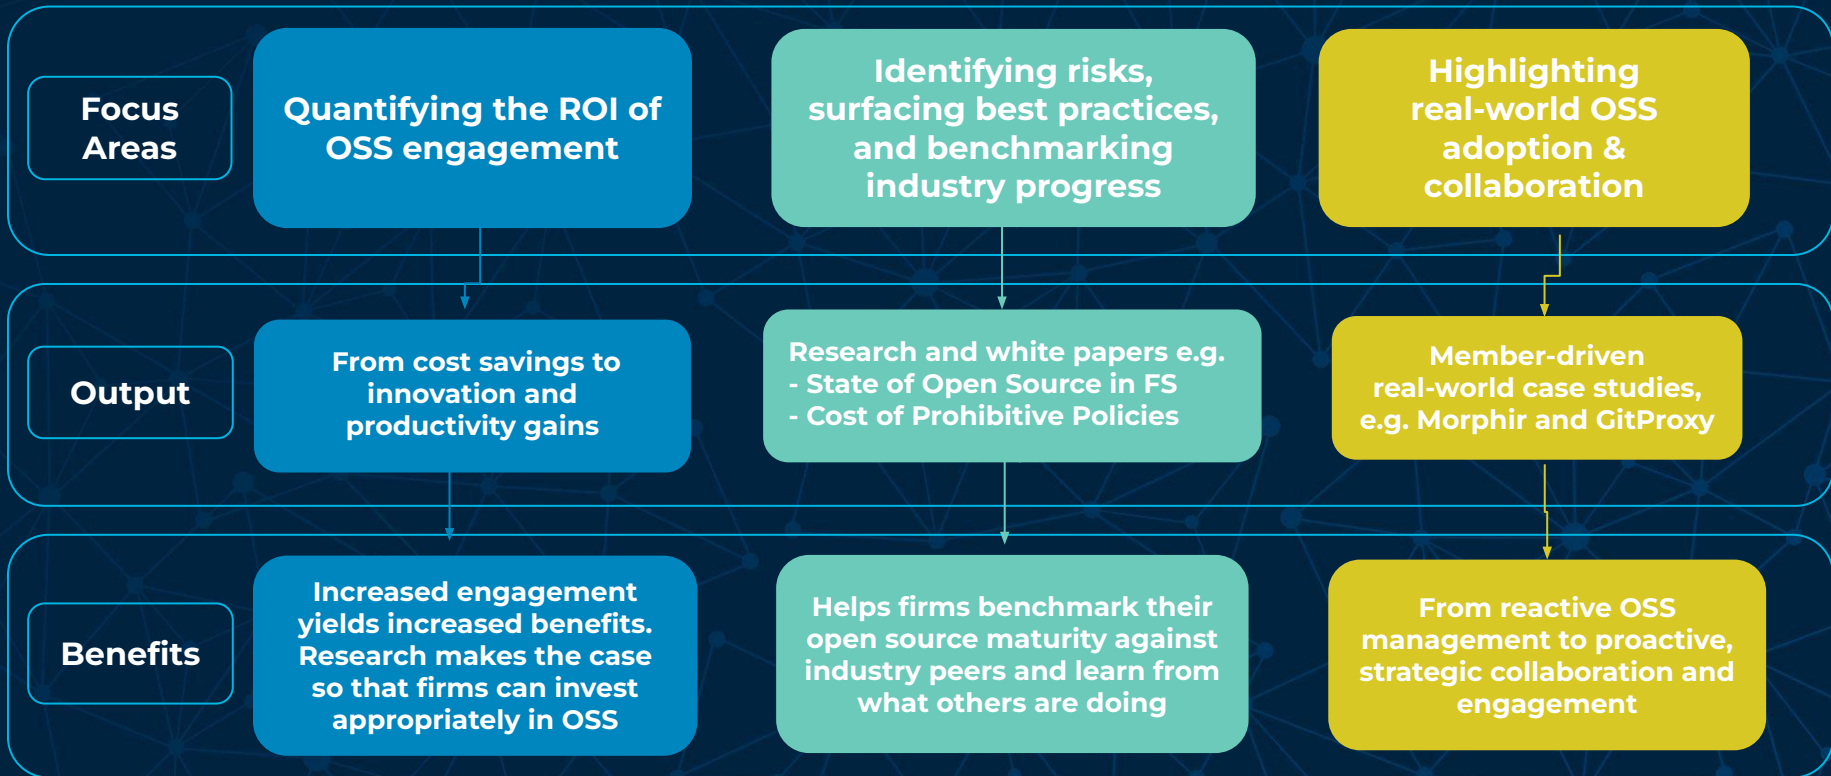 Focus
Areas
Quantifying the ROI of
OSS engagement
Identifying risks,
surfacing best practices,
and benchmarking
industry progress
Highlighting
real-world OSS
adoption &
collaboration
Output
From cost savings to
innovation and
productivity gains
Research and white papers e.g.
- State of Open Source in FS
- Cost of Prohibitive Policies
Member-driven
real-world case studies,
e.g. Morphir and GitProxy
Benefits
Increased engagement
yields increased benefits.
Research makes the case
so that firms can invest
appropriately in OSS
Helps firms benchmark their
open source maturity against
industry peers and learn from
what others are doing
From reactive OSS
management to proactive,
strategic collaboration and
engagement